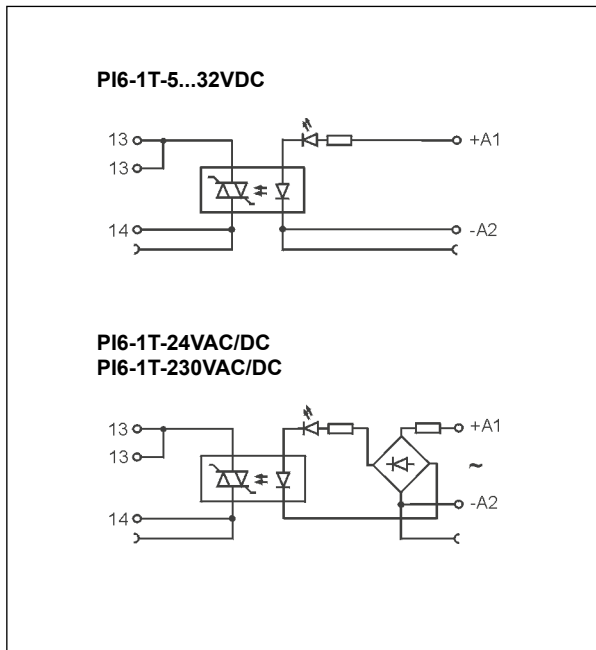 PI6-1T-5...32VDC
13
+A1
13
14
-A2
PI6-1T-24VAC/DC
PI6-1T-230VAC/DC
13
+A1
13
~
14
-A2